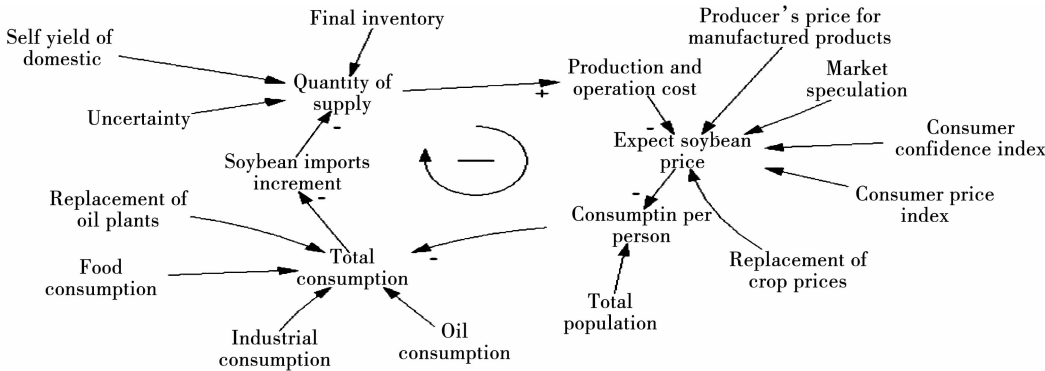 Final inventory
Self yield of
domestic
Quantity of
supply
Uncertainty
Soybean imports
increment
Replacement of
oil plants
Food
consumption
Total
consumption
Industrial
consumption
Oil
consumption
Production and
operation cost
Producer's price for
manufactured products
Market
speculation
Expect soybean
price
Consumer
confidence index
Consumer price
index
Consumptin per
person
Replacement of
crop prices
Total
population
+
-
-
-
-
-